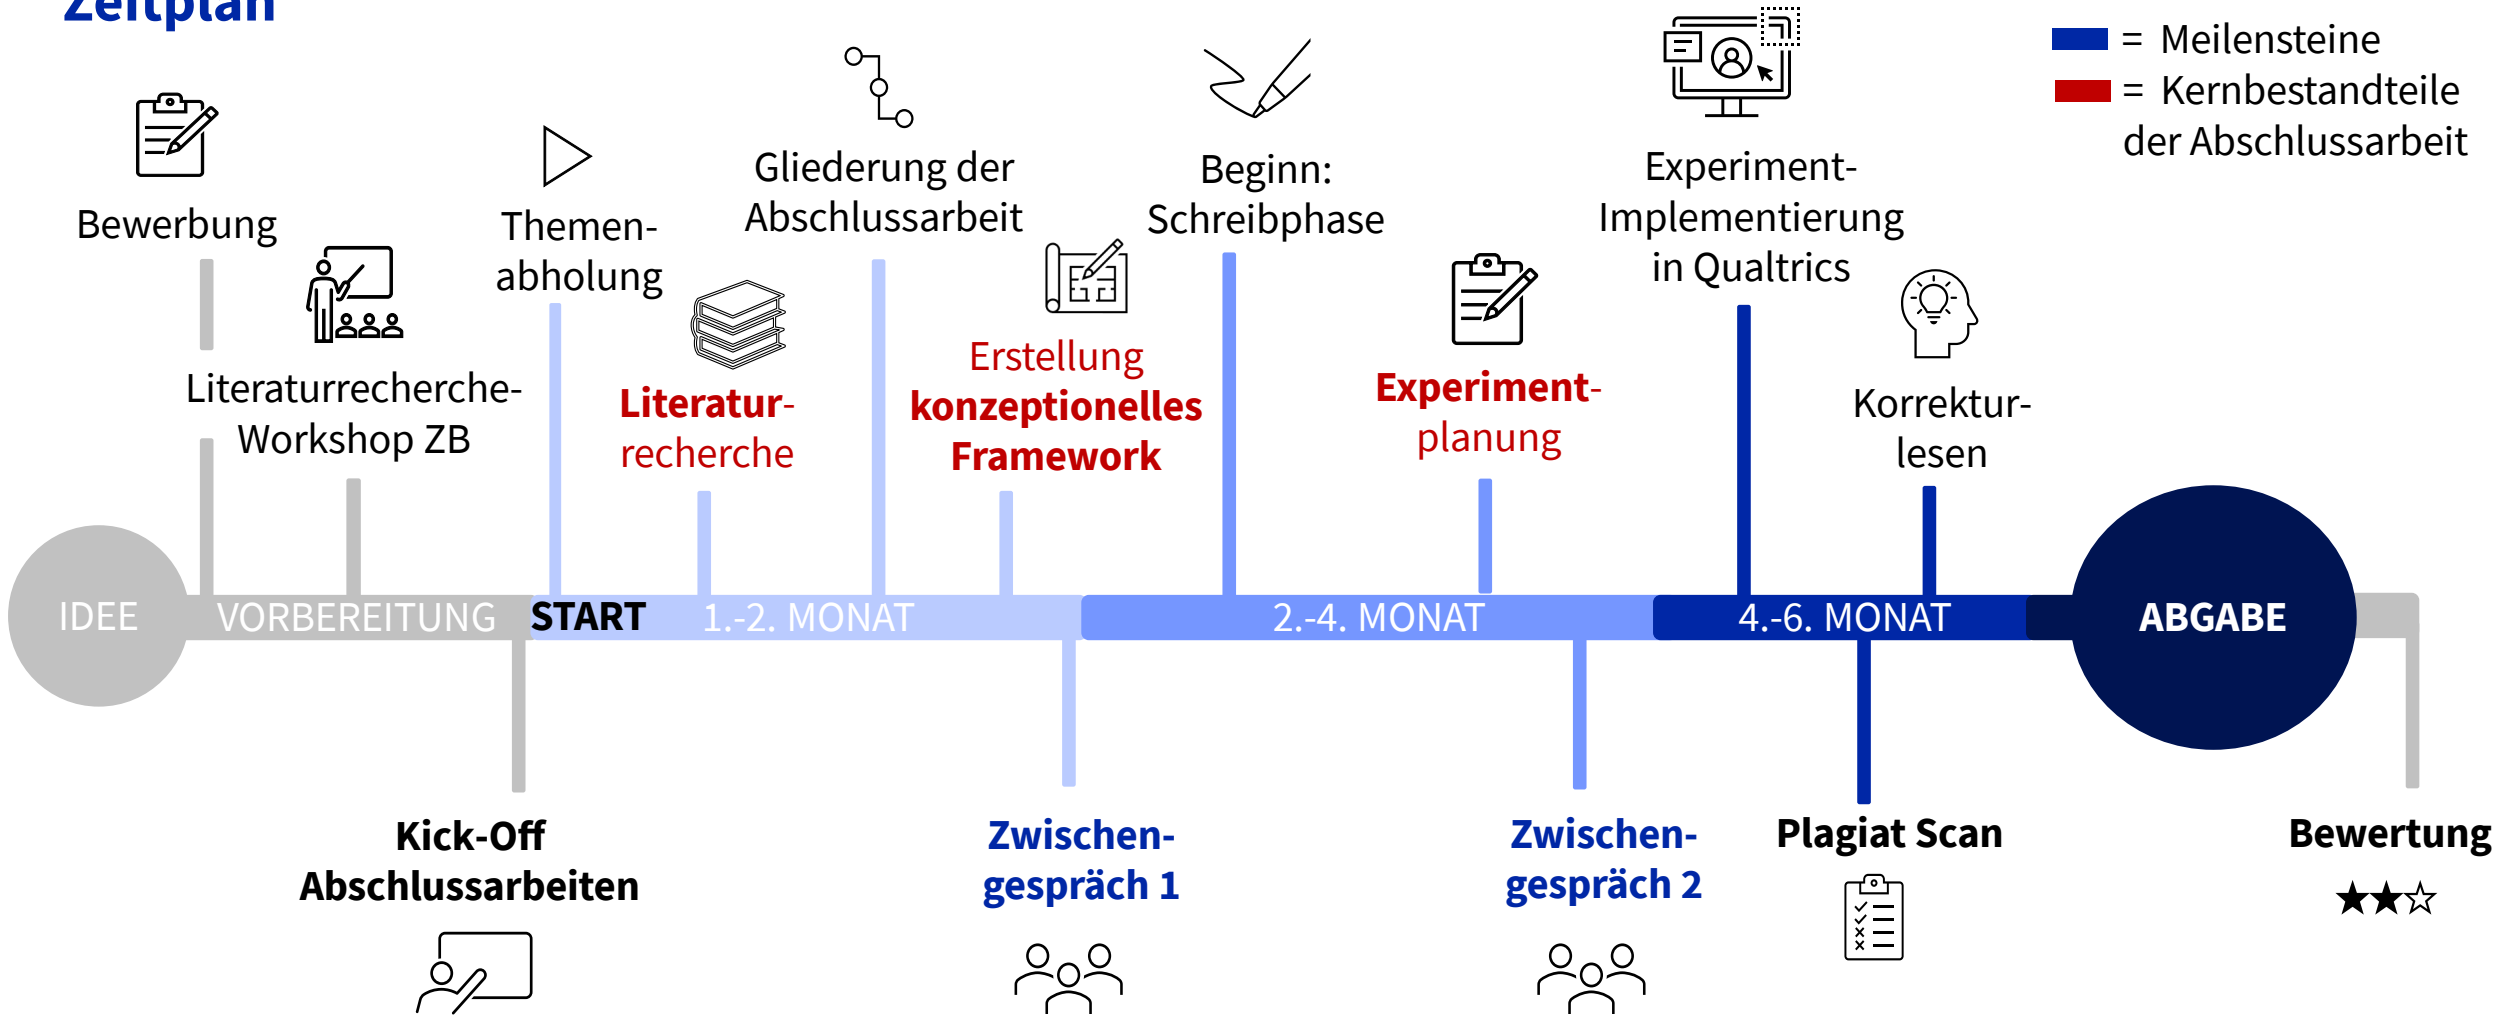 Zeitplan
= Meilensteine
= Kernbestandteile
der Abschlussarbeit
Bewerbung
Literaturrecherche-
Workshop ZB
Themen-
abholung
Literatur-
recherche
Gliederung der
Abschlussarbeit
Erstellung
konzeptionelles
Framework
Beginn:
Schreibphase
Experiment-
planung
Experiment-
Implementierung
in Qualtrics
Korrektur-
lesen
IDEE
VORBEREITUNG
START
1.-2. MONAT
2.-4. MONAT
4.-6. MONAT
ABGABE
Kick-Off
Abschlussarbeiten
Zwischen-
gespräch 1
Zwischen-
gespräch 2
Plagiat Scan
Bewertung